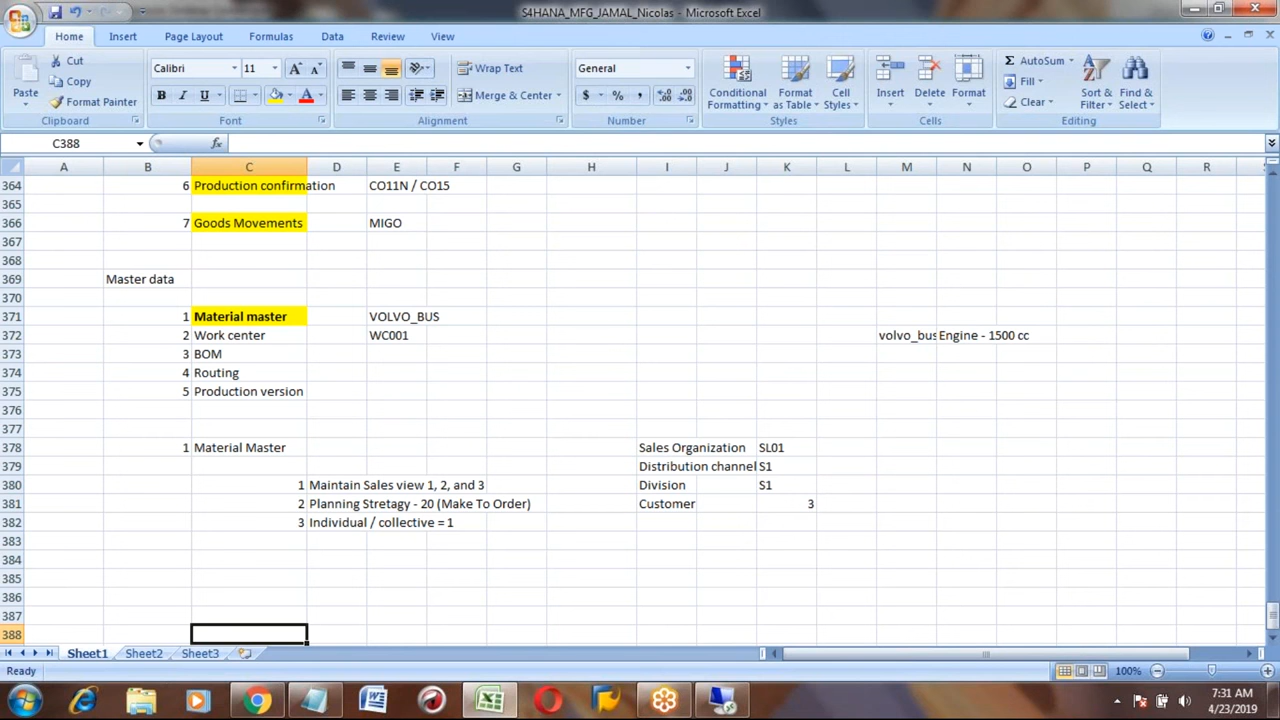 S4HANA_MFG_JAMAL_Nicolas - Microsoft Excel
Home Insert Page Layout Formulas Data Review View
Paste
Cut
Copy
Format Painter
Clipboard
Calibri 11
B I U
Font
Wrap Text
Merge & Center
Alignment
General
$ % ,
Number
Conditional Formatting
Format as Table
Cell Styles
Styles
Insert Delete Format
Cells
AutoSum
Fill
Clear
Sort & Filter
Find & Select
Editing
C388 fx
A B C D E F G H I J K L M N O P Q R
364 6 Production confirmation CO11N / CO15
365
366 7 Goods Movements MIGO
367
368
369 Master data
370
371 1 Material master VOLVO_BUS
372 2 Work center WC001 volvo_bus Engine - 1500 cc
373 3 BOM
374 4 Routing
375 5 Production version
376
377
378 1 Material Master Sales Organization SL01
379 Distribution channel S1
380 1 Maintain Sales view 1, 2, and 3 Division S1
381 2 Planning Stretagy - 20 (Make To Order) Customer 3
382 3 Individual / collective = 1
383
384
385
386
387
388
Sheet1 Sheet2 Sheet3
Ready 100%
7:31 AM
4/23/2019